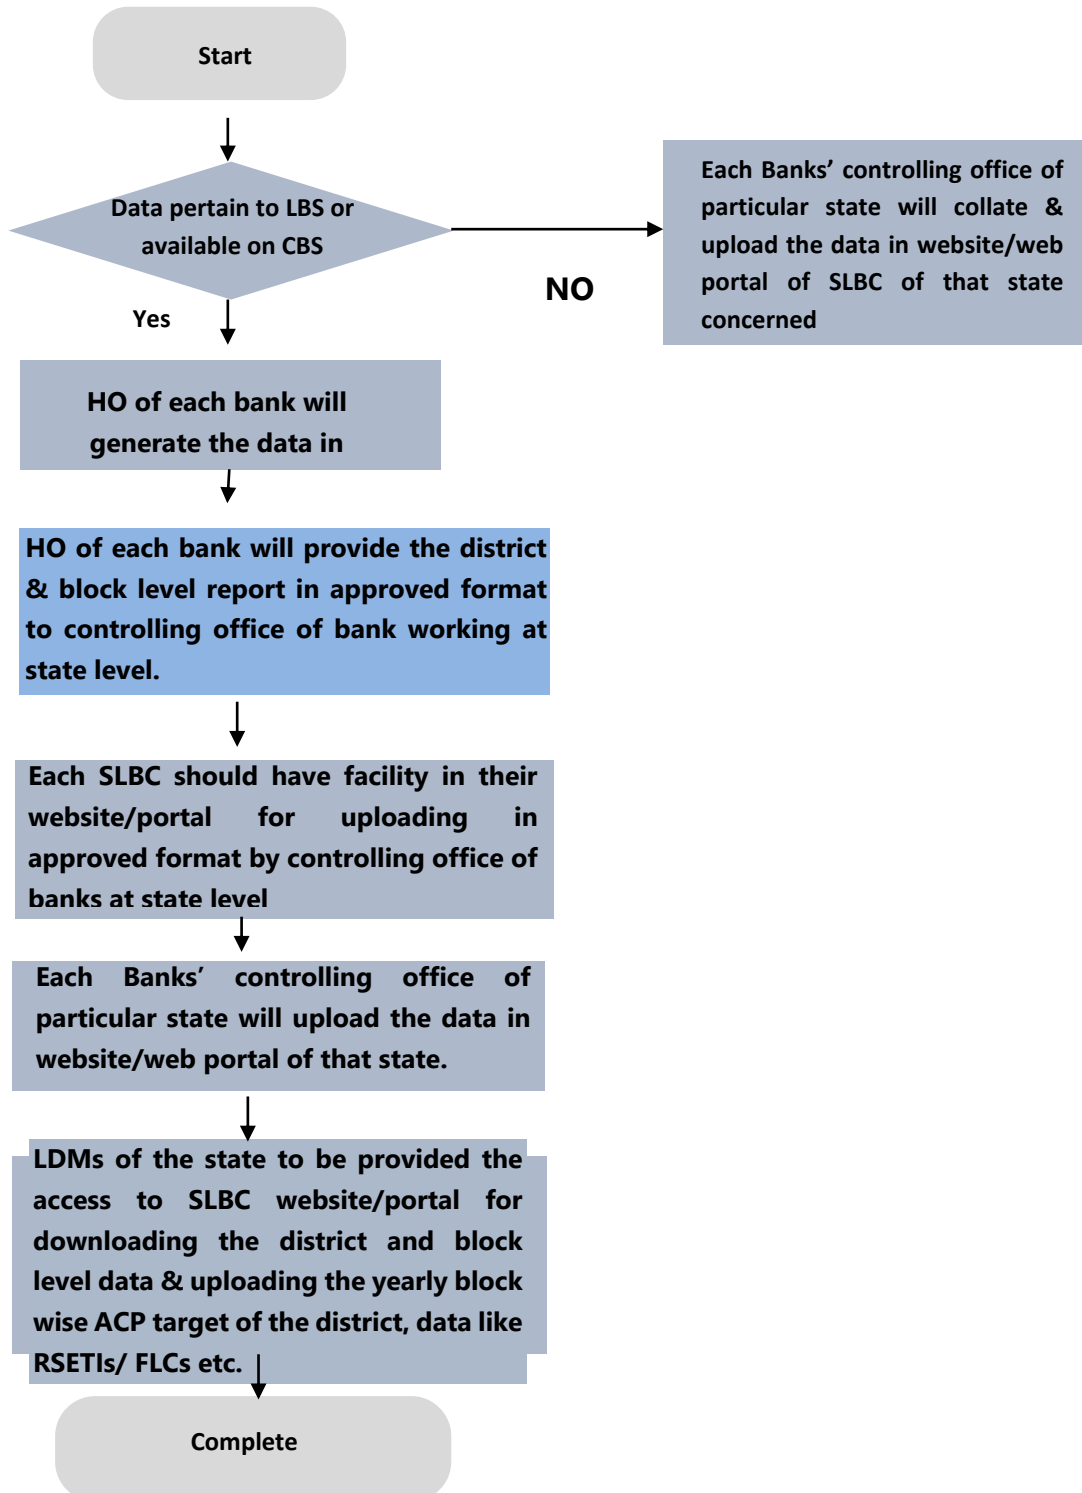 Start
Data pertain to LBS or
available on CBS
NO
Each Banks’ controlling office of
particular state will collate &
upload the data in website/web
portal of SLBC of that state
concerned
Yes
HO of each bank will
generate the data in
HO of each bank will provide the district
& block level report in approved format
to controlling office of bank working at
state level.
Each SLBC should have facility in their
website/portal for uploading in
approved format by controlling office of
banks at state level
Each Banks’ controlling office of
particular state will upload the data in
website/web portal of that state.
LDMs of the state to be provided the
access to SLBC website/portal for
downloading the district and block
level data & uploading the yearly block
wise ACP target of the district, data like
RSETIs/ FLCs etc.
Complete